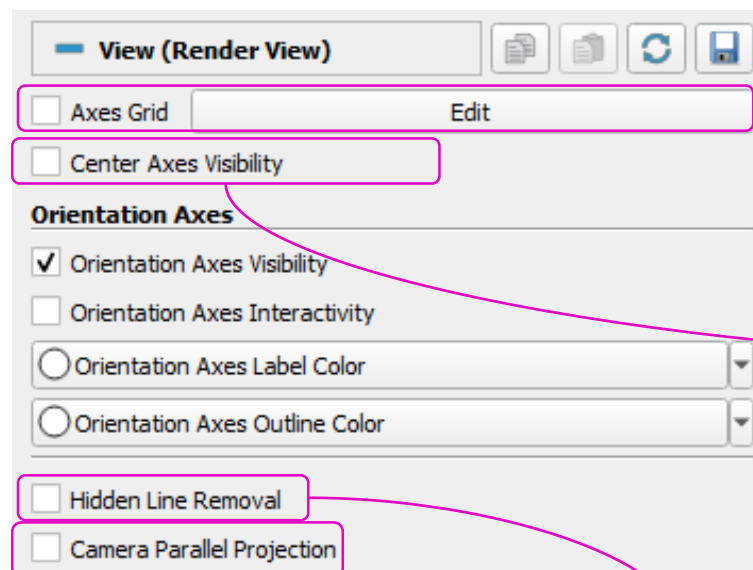 View (Render View)
Axes Grid Edit
Center Axes Visibility
Orientation Axes
Orientation Axes Visibility
Orientation Axes Interactivity
Orientation Axes Label Color
Orientation Axes Outline Color
Hidden Line Removal
Camera Parallel Projection